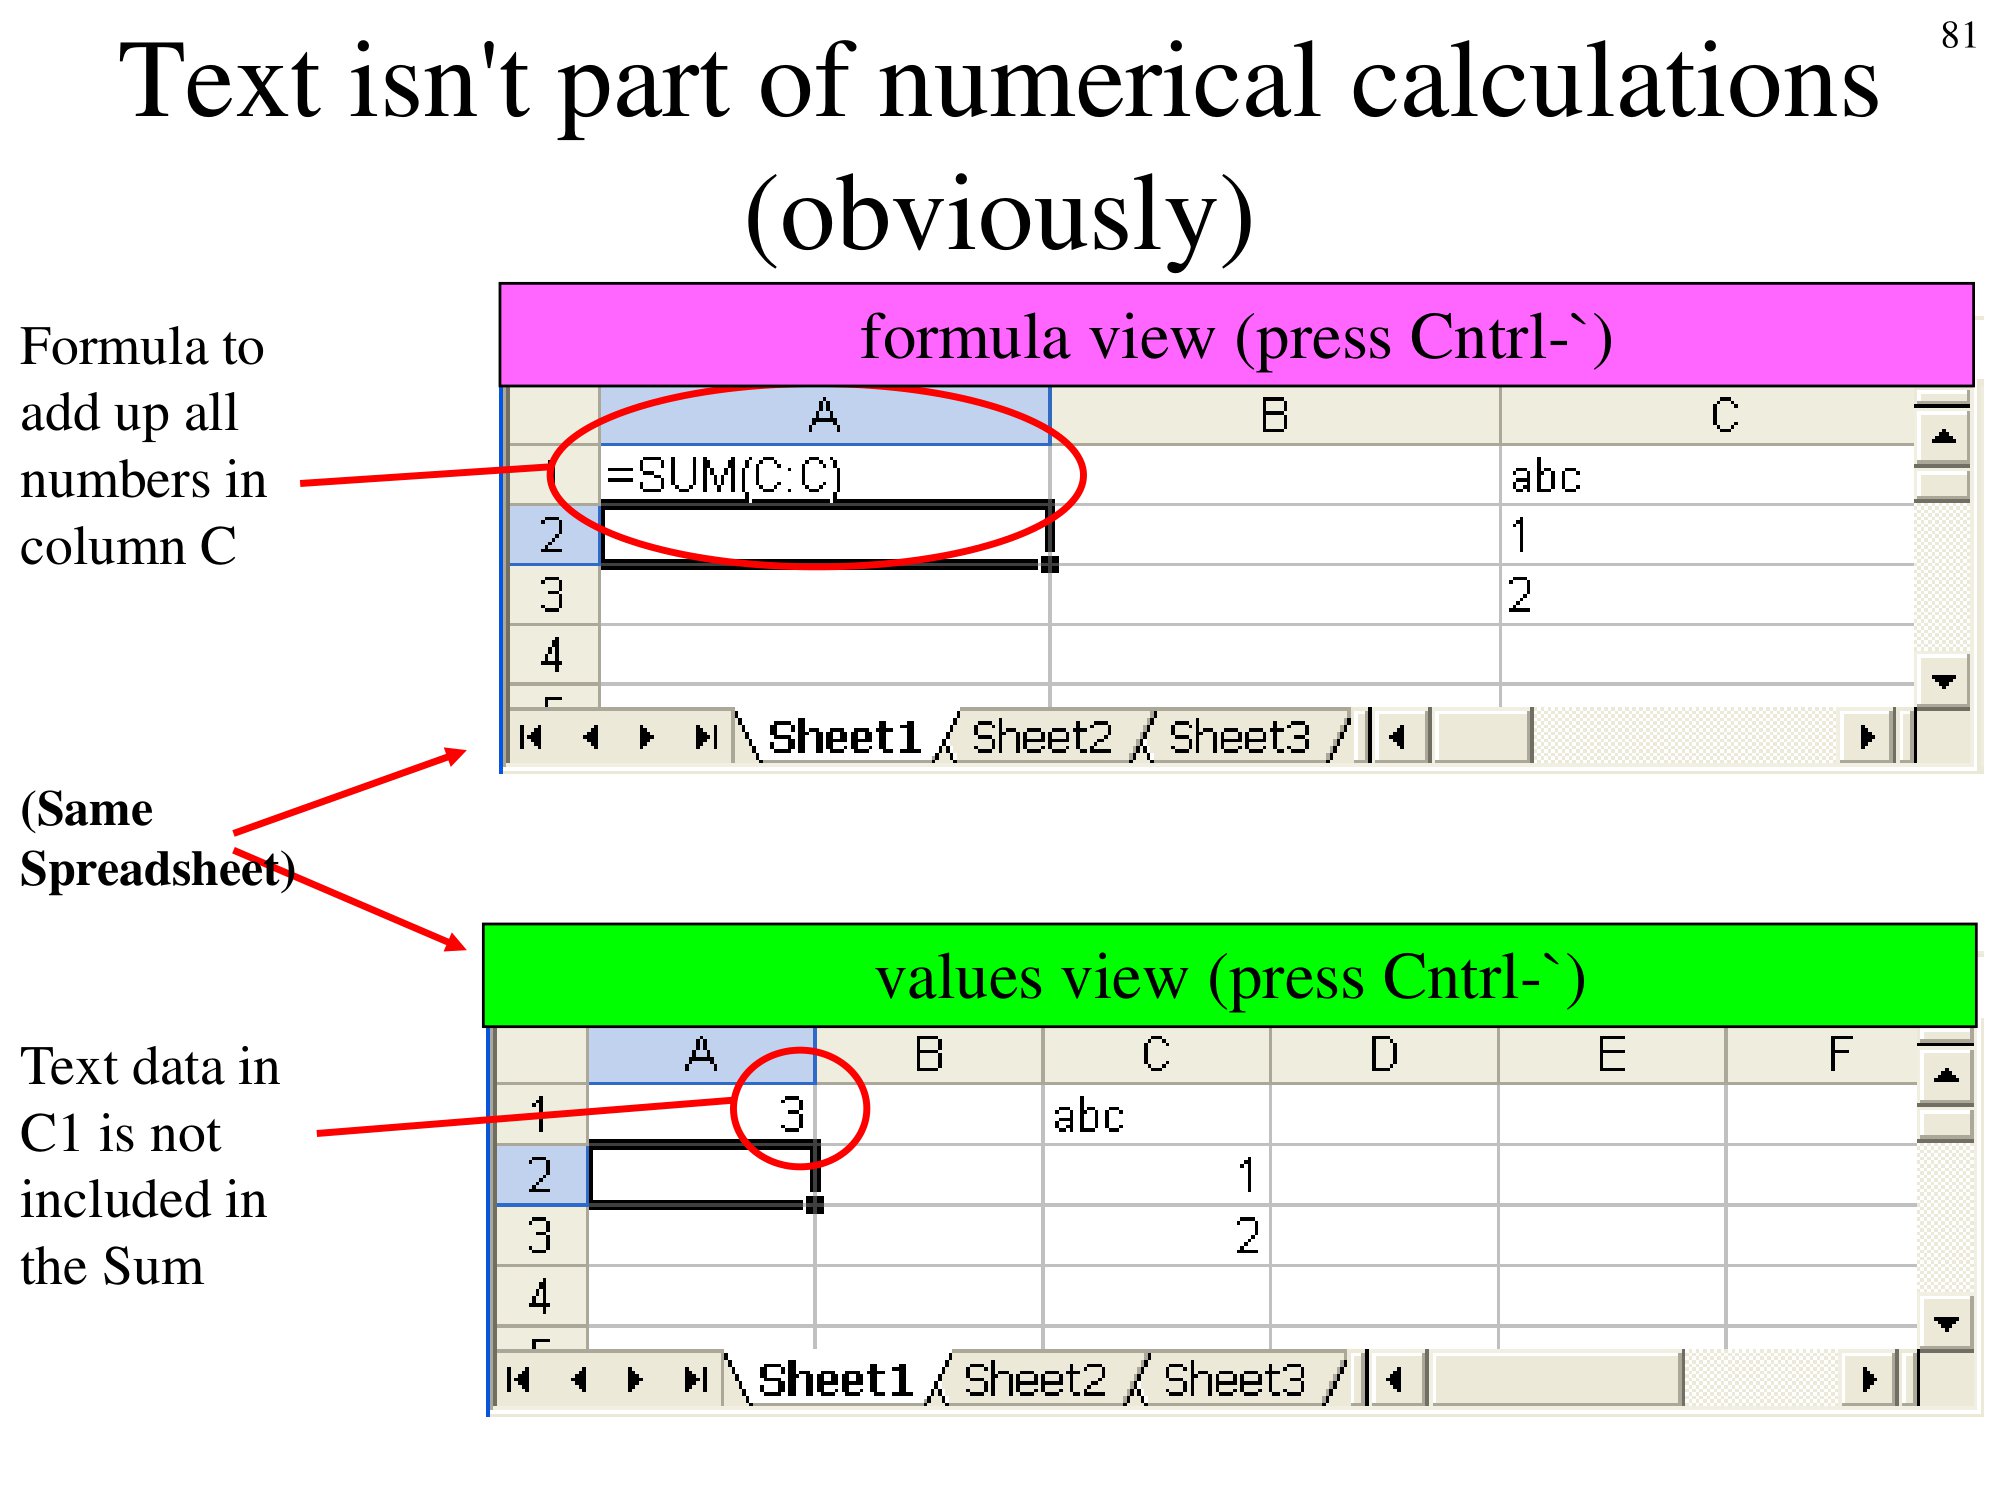 81
Text isn't part of numerical calculations
(obviously)
Formula to
add up all
numbers in
column C
formula view (press Cntrl-`)
A B C
=SUM(C:C) abc
2 1
3 2
4
Sheet1 Sheet2 Sheet3
(Same
Spreadsheet)
values view (press Cntrl-`)
Text data in
C1 is not
included in
the Sum
A B C D E F
1 3 abc
2 1
3 2
4
Sheet1 Sheet2 Sheet3